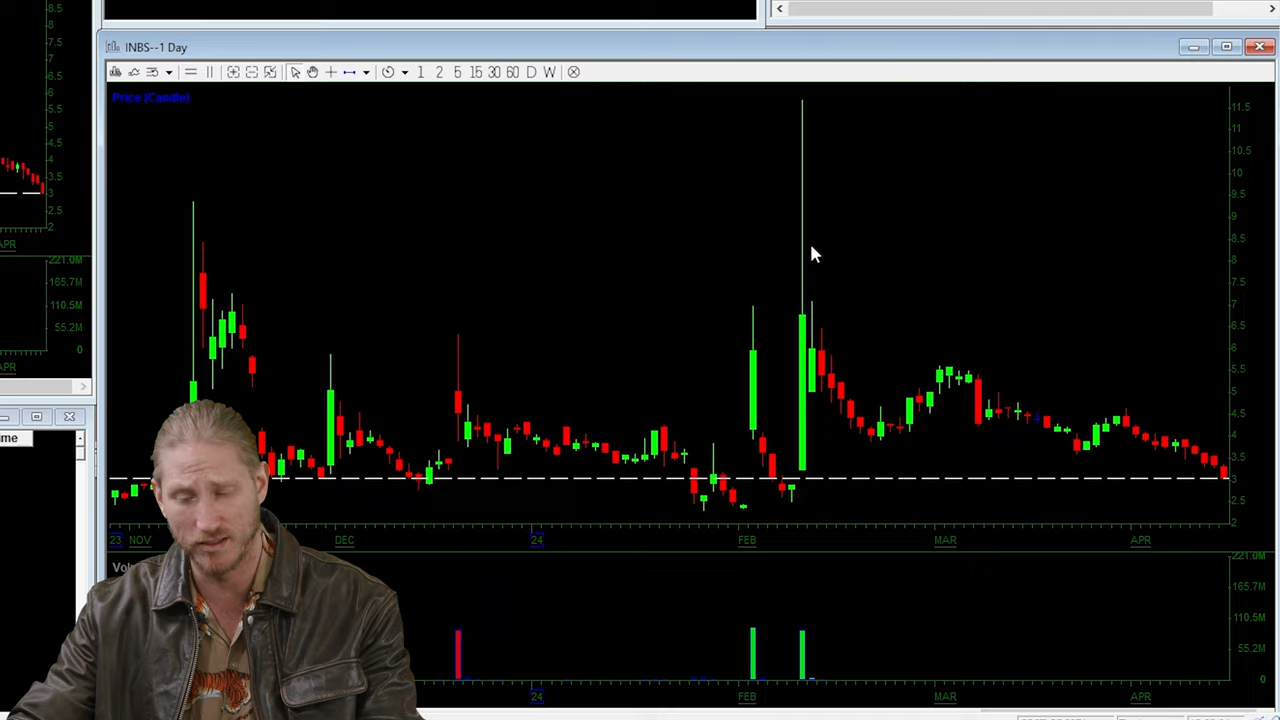 8.5
8
7.5
7
6.5
6
5.5
5
4.5
4
3.5
3
2.5
2
APR
221.0M
165.7M
110.5M
55.2M
0
APR
ime
INBS--1 Day
1 2 5 15 30 60 D W
Price (Candle)
11.5
11
10.5
10
9.5
9
8.5
8
7.5
7
6.5
6
5.5
5
4.5
4
3.5
3
2.5
2
23 NOV DEC 24 FEB MAR APR
Vol
221.0M
165.7M
110.5M
55.2M
0
24 FEB MAR APR